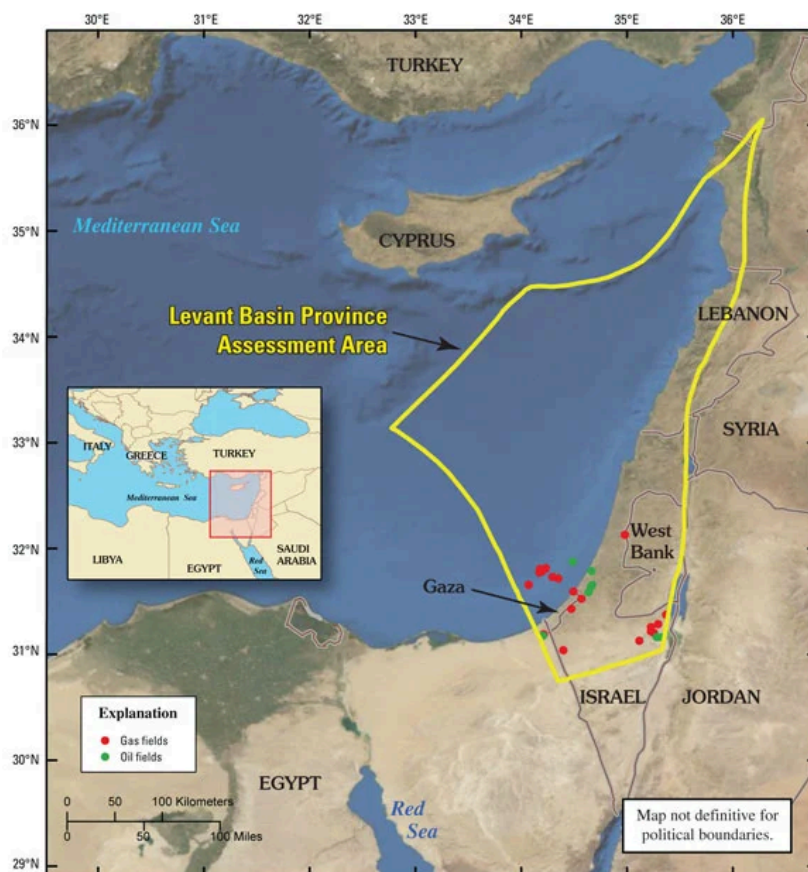 30°E
31°E
32°E
33°E
34°E
35°E
36°E
TURKEY
36°N
35°N
Mediterranean Sea
CYPRUS
34°N
Levant Basin Province
Assessment Area
LEBANON
33°N
SYRIA
ITALY
GREECE
TURKEY
Mediterranean Sea
LIBYA
EGYPT
Red
Sea
SAUDI
ARABIA
32°N
West
Bank
Gaza
31°N
ISRAEL
JORDAN
Explanation
Gas fields
Oil fields
30°N
EGYPT
0 50 100 Kilometers
0 50 100 Miles
Red
Sea
Map not definitive for
political boundaries.
29°N